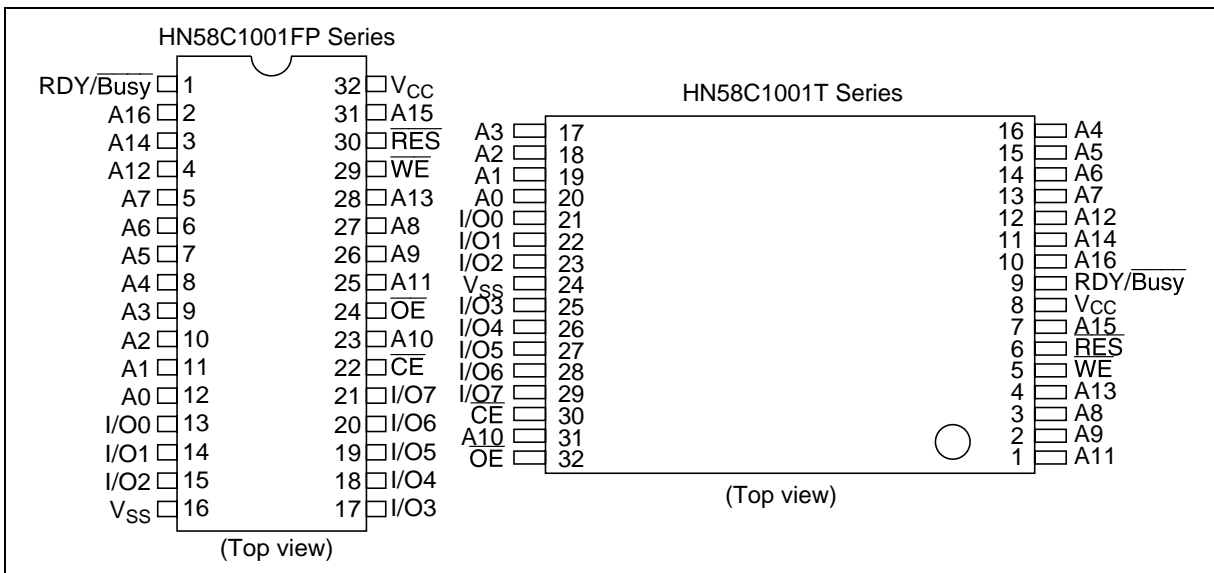 HN58C1001FP Series
RDY/Busy 1 32 VCC
A16 2 31 A15
A14 3 30 RES
A12 4 29 WE
A7 5 28 A13
A6 6 27 A8
A5 7 26 A9
A4 8 25 A11
A3 9 24 OE
A2 10 23 A10
A1 11 22 CE
A0 12 21 I/O7
I/O0 13 20 I/O6
I/O1 14 19 I/O5
I/O2 15 18 I/O4
VSS 16 17 I/O3
(Top view)
HN58C1001T Series
A3 17 16 A4
A2 18 15 A5
A1 19 14 A6
A0 20 13 A7
I/O0 21 12 A12
I/O1 22 11 A14
I/O2 23 10 A16
VSS 24 9 RDY/Busy
I/O3 25 8 VCC
I/O4 26 7 A15
I/O5 27 6 RES
I/O6 28 5 WE
I/O7 29 4 A13
CE 30 3 A8
A10 31 2 A9
OE 32 1 A11
(Top view)